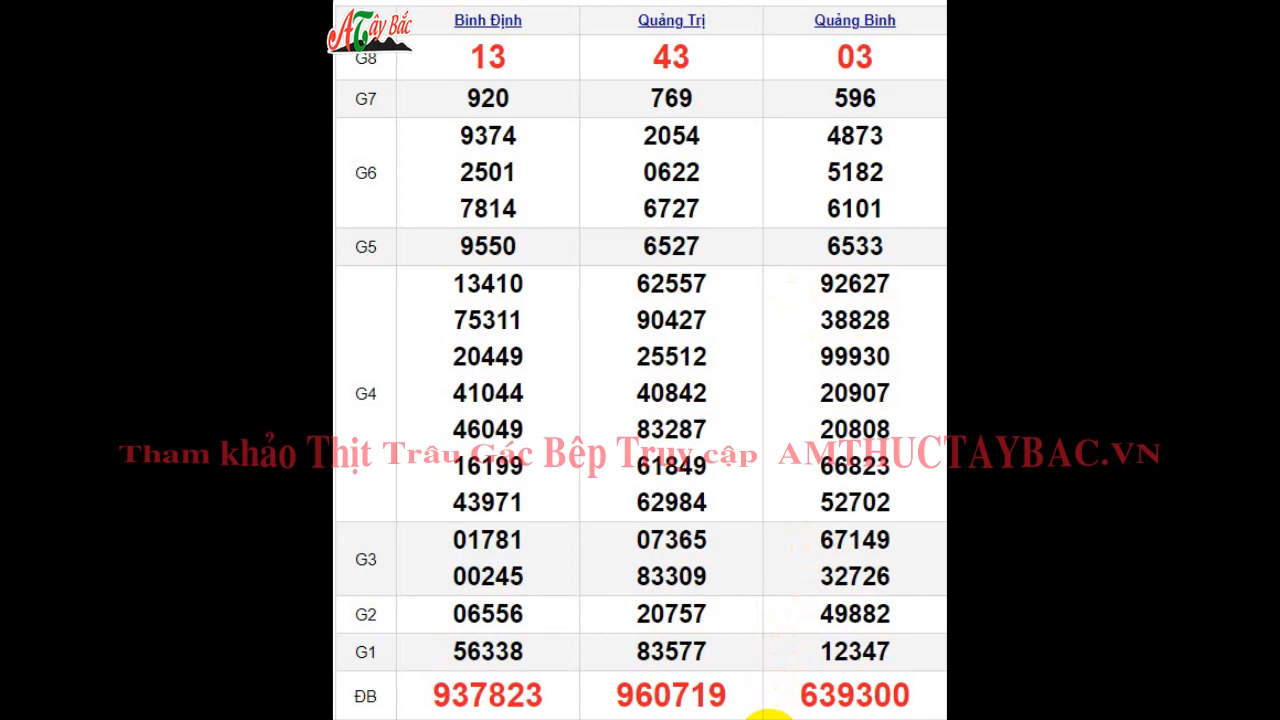 ATây Bắc
Bình Định Quảng Trị Quảng Bình
G8 13 43 03
G7 920 769 596
9374 2054 4873
G6 2501 0622 5182
7814 6727 6101
G5 9550 6527 6533
13410 62557 92627
75311 90427 38828
20449 25512 99930
G4 41044 40842 20907
46049 83287 20808
Tham khảo Thịt Trâu Gác Bếp Truy cập AMTHUCTAYBAC.VN
16199 61849 66823
43971 62984 52702
01781 07365 67149
G3
00245 83309 32726
G2 06556 20757 49882
G1 56338 83577 12347
ĐB 937823 960719 639300